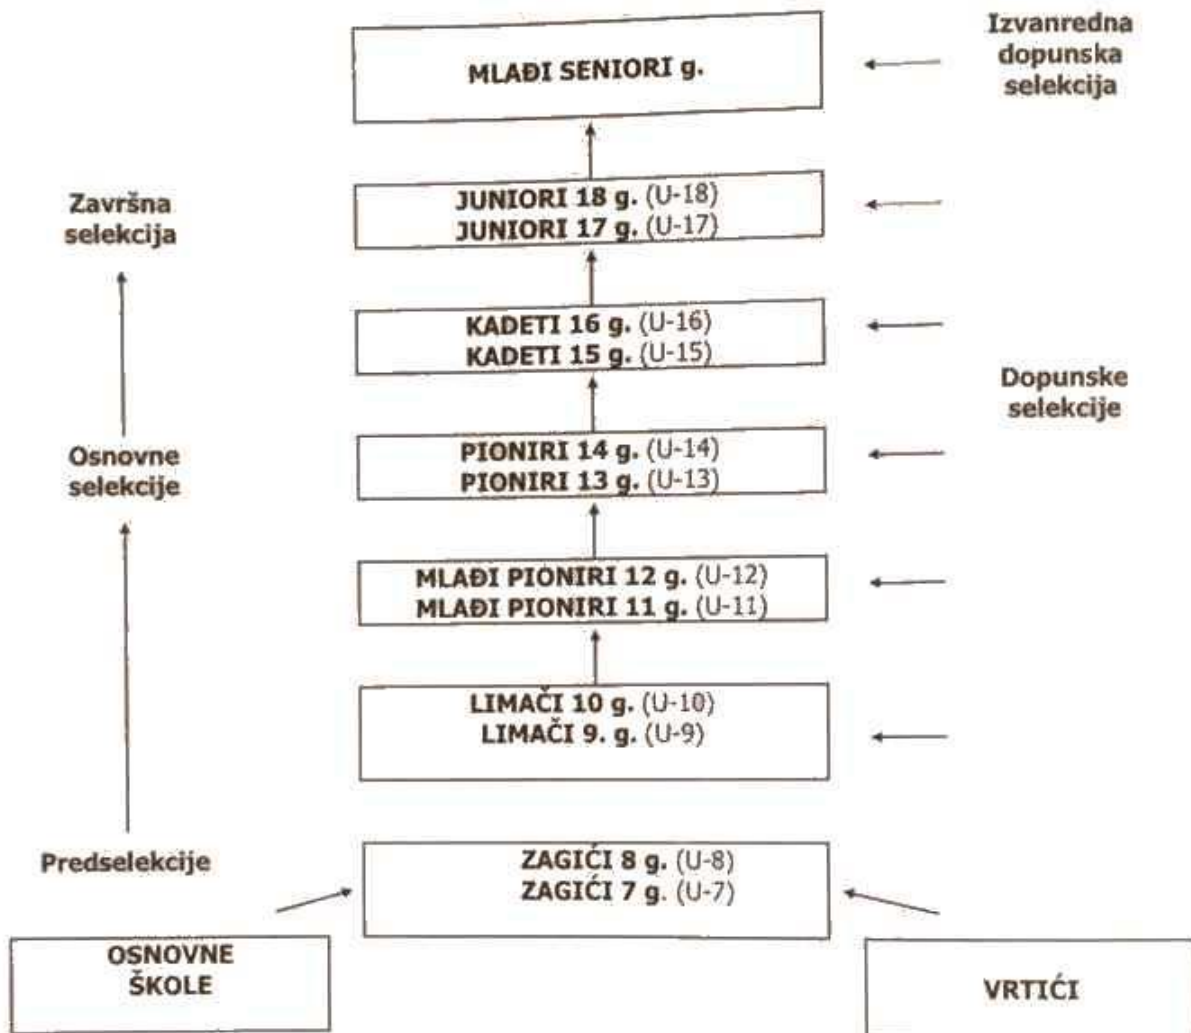 Izvanredna
dopunska
selekcija
MLAĐI SENIORI g.
Završna
selekcija
JUNIORI 18 g. (U-18)
JUNIORI 17 g. (U-17)
KADETI 16 g. (U-16)
KADETI 15 g. (U-15)
Dopunske
selekcije
Osnovne
selekcije
PIONIRI 14 g. (U-14)
PIONIRI 13 g. (U-13)
MLAĐI PIONIRI 12 g. (U-12)
MLAĐI PIONIRI 11 g. (U-11)
LIMAČI 10 g. (U-10)
LIMAČI 9. g. (U-9)
Predselekcije
ZAGIĆI 8 g. (U-8)
ZAGIĆI 7 g. (U-7)
OSNOVNE
ŠKOLE
VRTIĆI